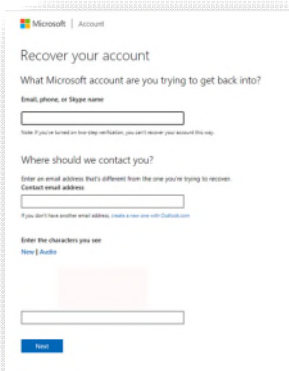 Microsoft | Account
Recover your account
What Microsoft account are you trying to get back into?
Email, phone, or Skype name
Note: If you've turned on two-step verification, you can't recover your account this way.
Where should we contact you?
Enter an email address that's different from the one you're trying to recover.
Contact email address
If you don't have another email address, create a new one with Outlook.com
Enter the characters you see
New | Audio
Next